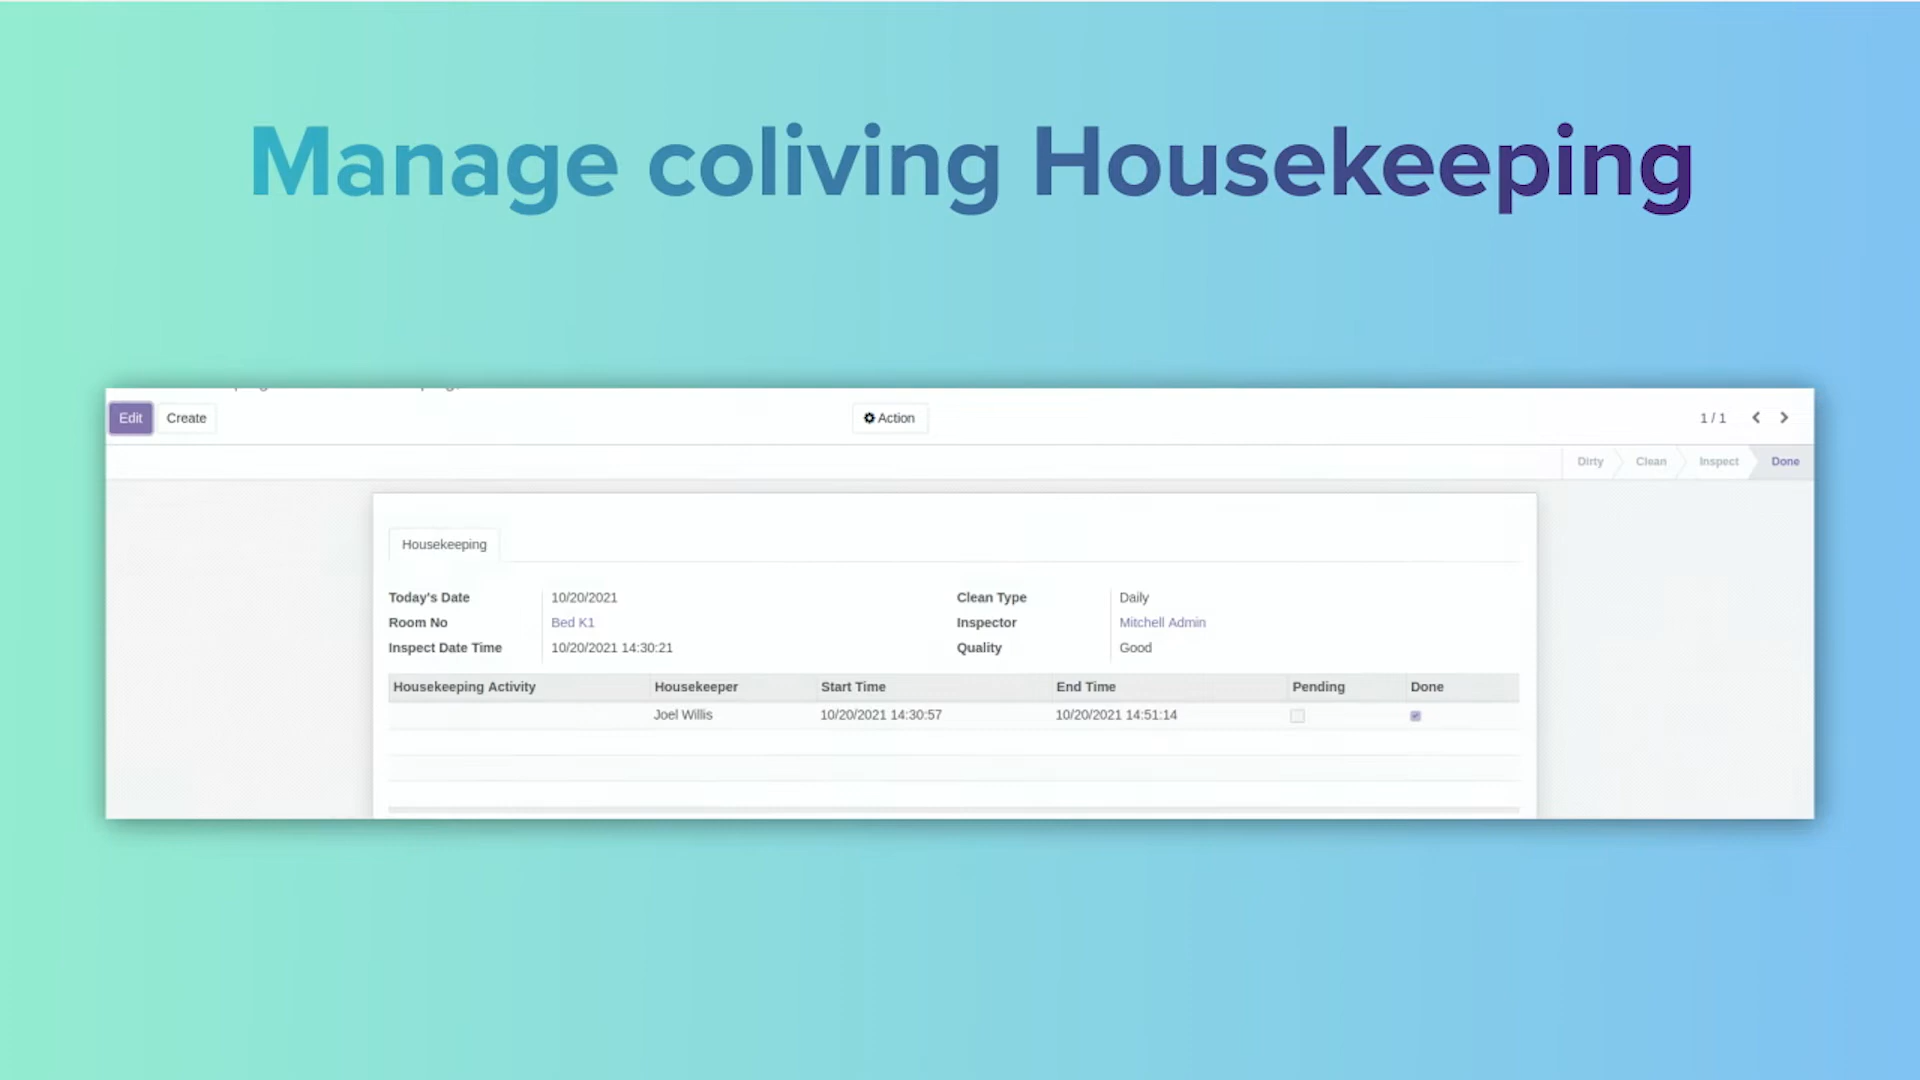 Manage coliving Housekeeping
Edit Create Action 1 / 1
Dirty Clean Inspect Done
Housekeeping
Today's Date 10/20/2021 Clean Type Daily
Room No Bed K1 Inspector Mitchell Admin
Inspect Date Time 10/20/2021 14:30:21 Quality Good
Housekeeping Activity Housekeeper Start Time End Time Pending Done
Joel Willis 10/20/2021 14:30:57 10/20/2021 14:51:14